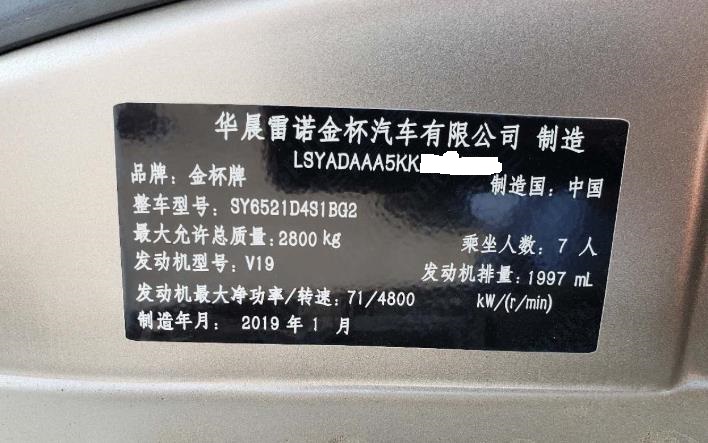 华晨雷诺金杯汽车有限公司 制造
LSYADAAA5KK
品牌: 金杯牌 制造国: 中国
整车型号: SY6521D4S1BG2
最大允许总质量: 2800 kg 乘坐人数: 7 人
发动机型号: V19 发动机排量: 1997 mL
发动机最大净功率/转速: 71/4800 kW/(r/min)
制造年月: 2019 年 1 月